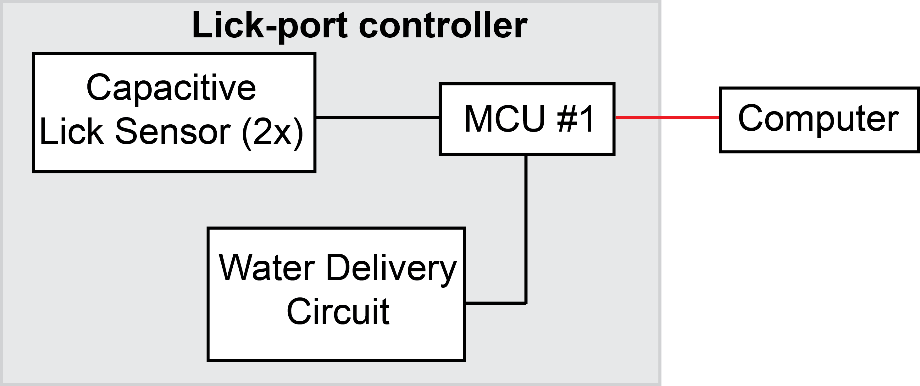 Lick-port controller
Capacitive
Lick Sensor (2x)
MCU #1
Computer
Water Delivery
Circuit